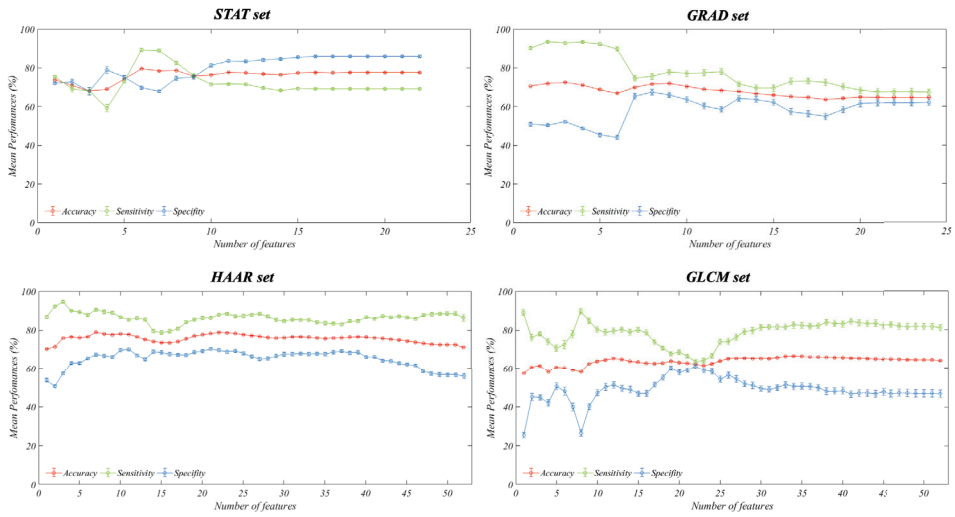 STAT set
100
80
60
40
20
0
Mean Perfomances (%)
Accuracy Sensitivity Specifity
0 5 10 15 20 25
Number of features
GRAD set
100
80
60
40
20
0
Mean Perfomances (%)
Accuracy Sensitivity Specifity
0 5 10 15 20 25
Number of features
HAAR set
100
80
60
40
20
0
Mean Perfomances (%)
Accuracy Sensitivity Specifity
0 5 10 15 20 25 30 35 40 45 50
Number of features
GLCM set
100
80
60
40
20
0
Mean Perfomances (%)
Accuracy Sensitivity Specifity
0 5 10 15 20 25 30 35 40 45 50
Number of features